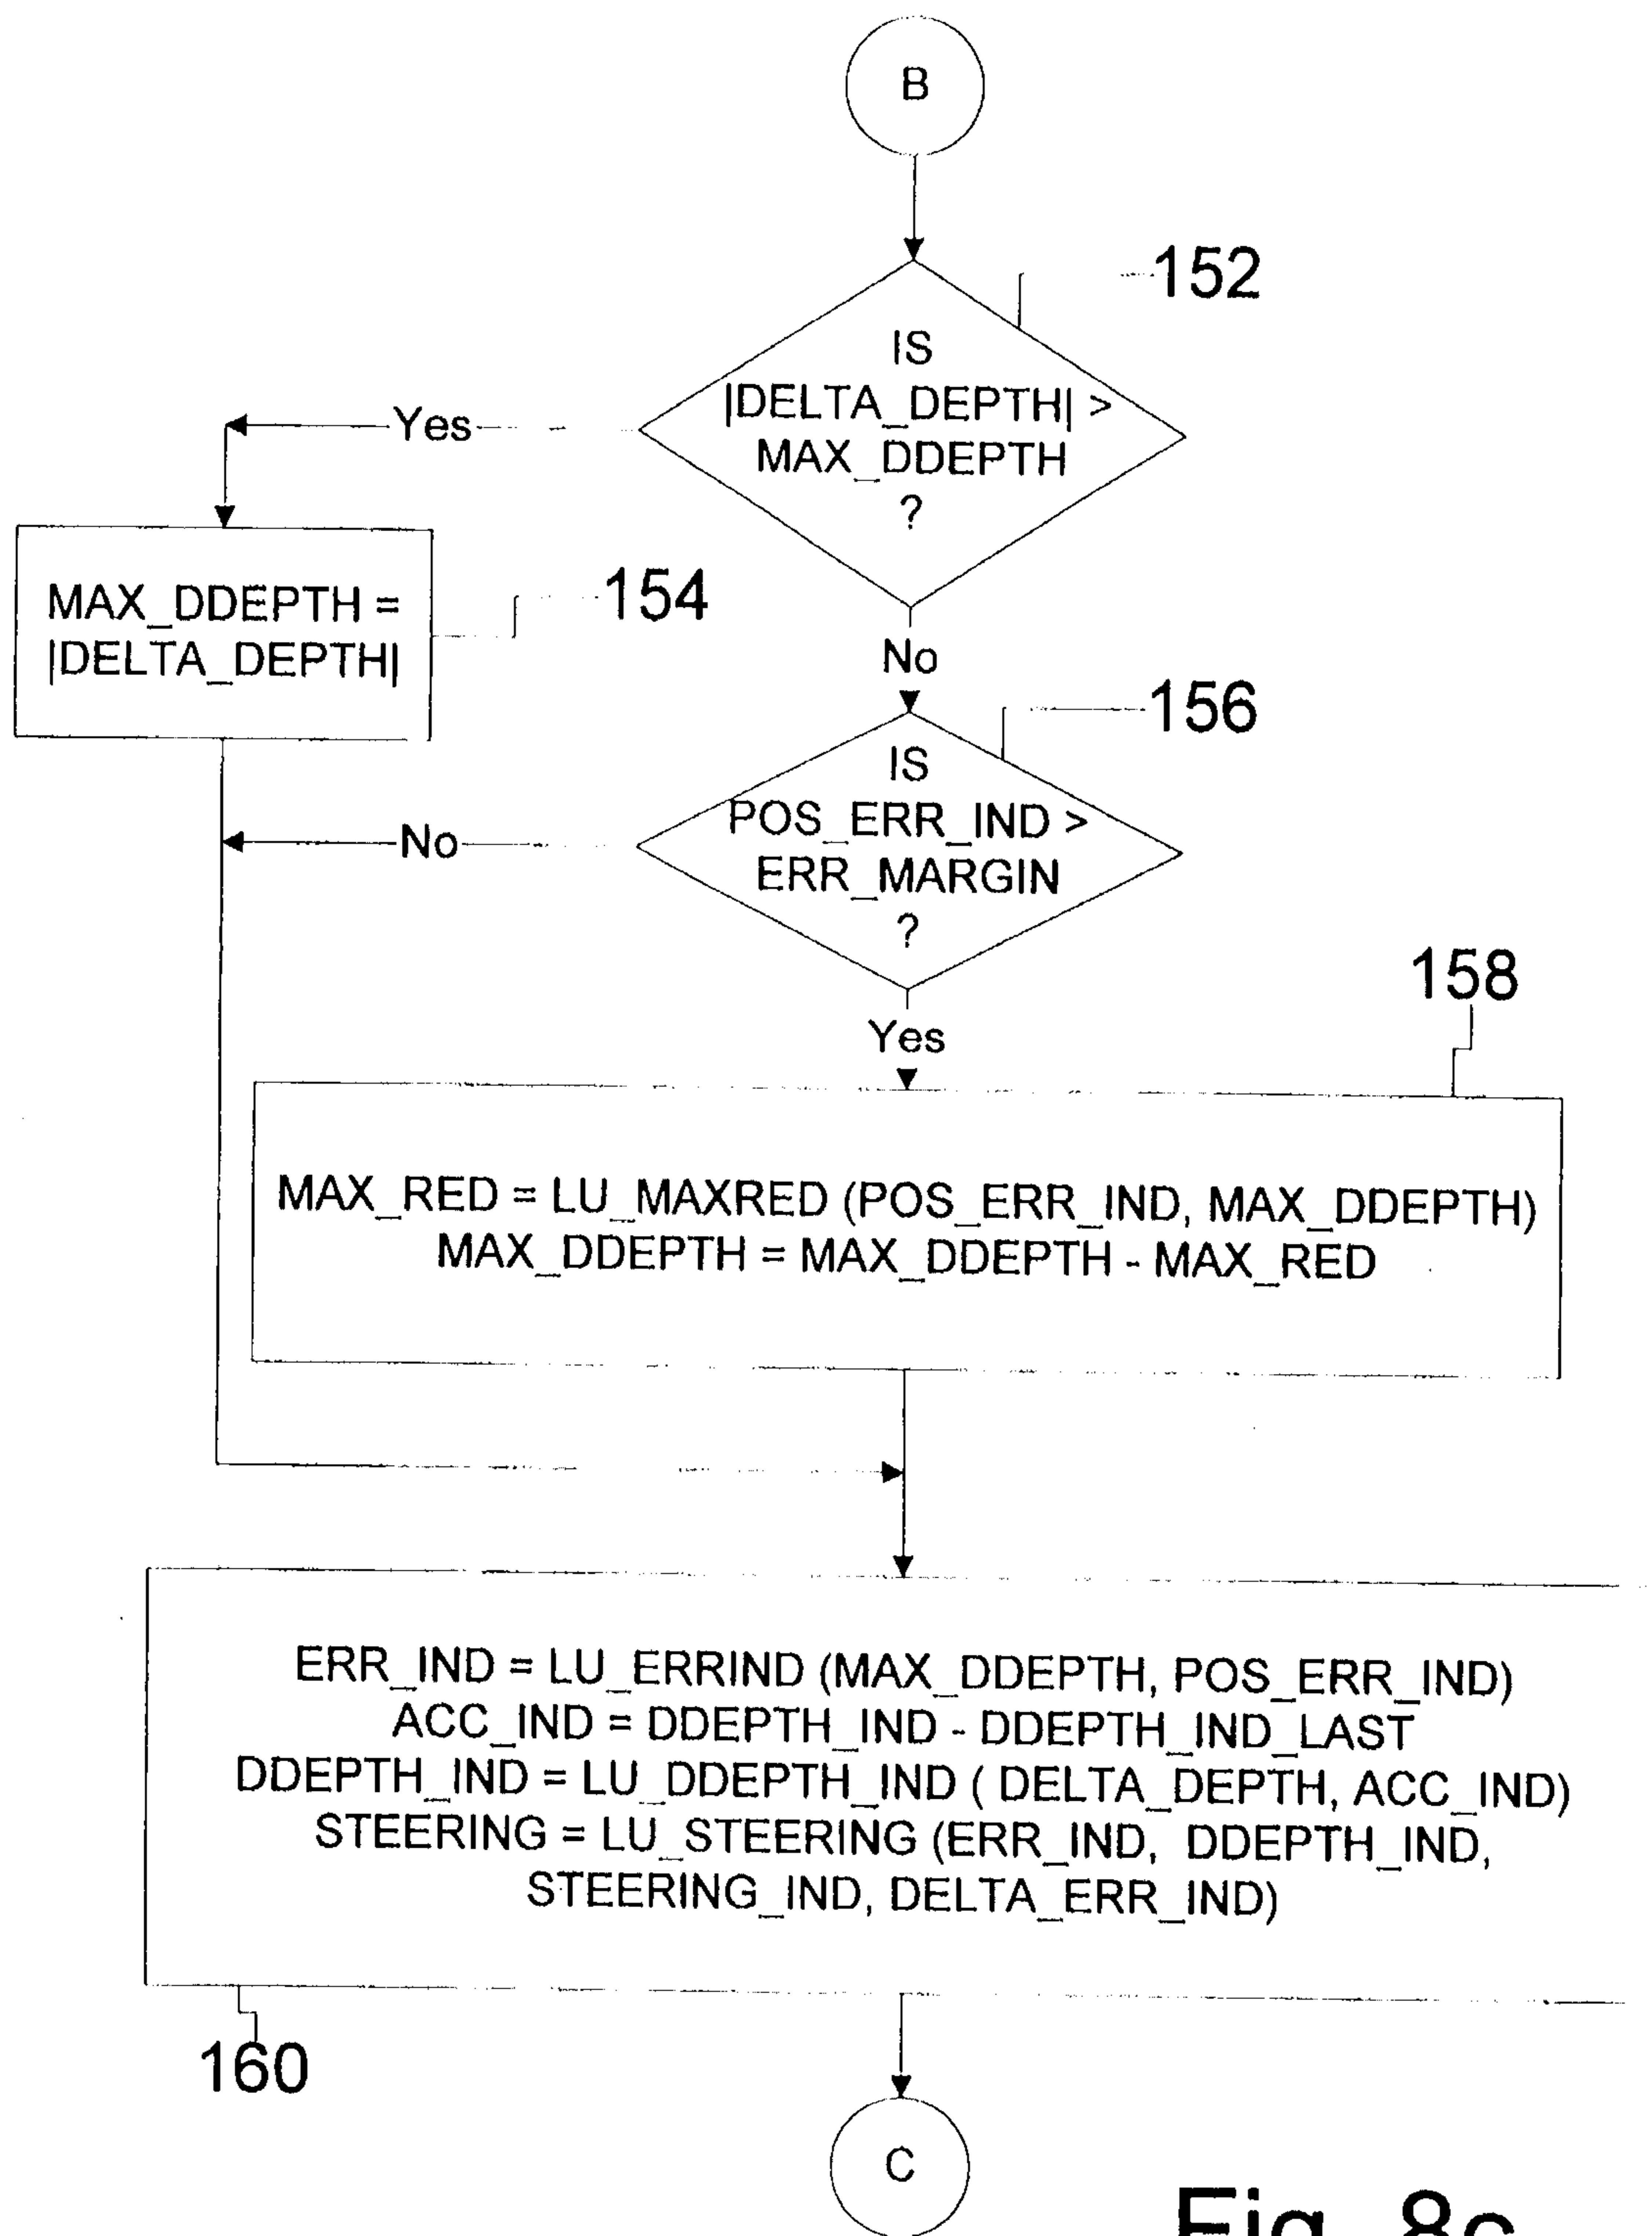 B
152
IS
|DELTA_DEPTH| >
MAX_DDEPTH
?
Yes
MAX_DDEPTH =
|DELTA_DEPTH|
154
No
156
IS
POS_ERR_IND >
ERR_MARGIN
?
No
Yes
158
MAX_RED = LU_MAXRED (POS_ERR_IND, MAX_DDEPTH)
MAX_DDEPTH = MAX_DDEPTH - MAX_RED
ERR_IND = LU_ERRIND (MAX_DDEPTH, POS_ERR_IND)
ACC_IND = DDEPTH_IND - DDEPTH_IND_LAST
DDEPTH_IND = LU_DDEPTH_IND ( DELTA_DEPTH, ACC_IND)
STEERING = LU_STEERING (ERR_IND, DDEPTH_IND,
STEERING_IND, DELTA_ERR_IND)
160
C
Fig. 8c